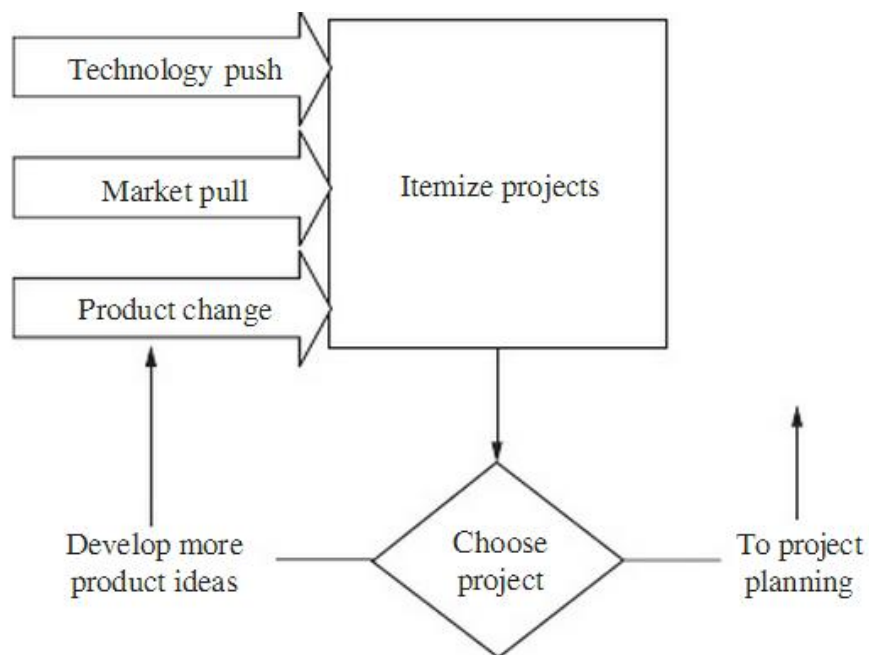 Technology push
Market pull
Itemize projects
Product change
Develop more
product ideas
Choose
project
To project
planning